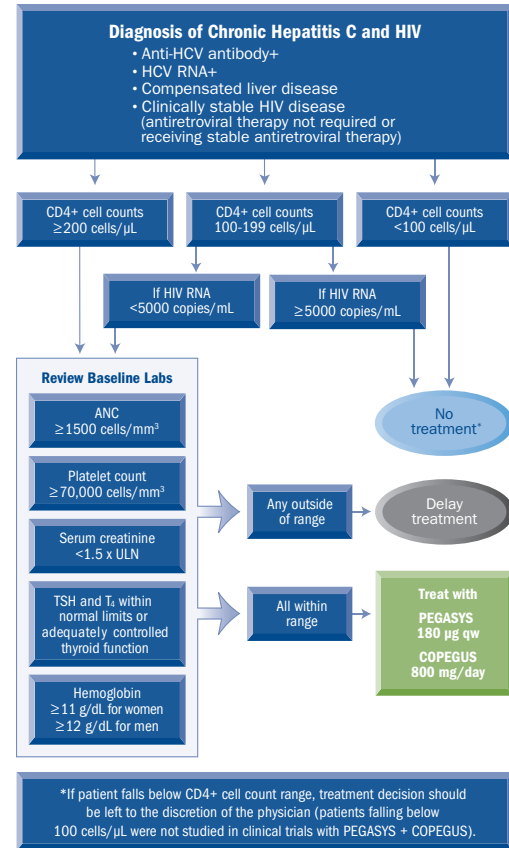 Diagnosis of Chronic Hepatitis C and HIV
• Anti-HCV antibody+
• HCV RNA+
• Compensated liver disease
• Clinically stable HIV disease
(antiretroviral therapy not required or
receiving stable antiretroviral therapy)
CD4+ cell counts
≥200 cells/µL
CD4+ cell counts
100-199 cells/µL
CD4+ cell counts
<100 cells/µL
If HIV RNA
<5000 copies/mL
If HIV RNA
≥5000 copies/mL
Review Baseline Labs
ANC
≥1500 cells/mm³
Platelet count
≥70,000 cells/mm³
Serum creatinine
<1.5 x ULN
TSH and T₄ within
normal limits or
adequately controlled
thyroid function
Hemoglobin
≥11 g/dL for women
≥12 g/dL for men
No
treatment*
Any outside
of range
Delay
treatment
All within
range
Treat with
PEGASYS
180 µg qw
COPEGUS
800 mg/day
*If patient falls below CD4+ cell count range, treatment decision should
be left to the discretion of the physician (patients falling below
100 cells/µL were not studied in clinical trials with PEGASYS + COPEGUS).